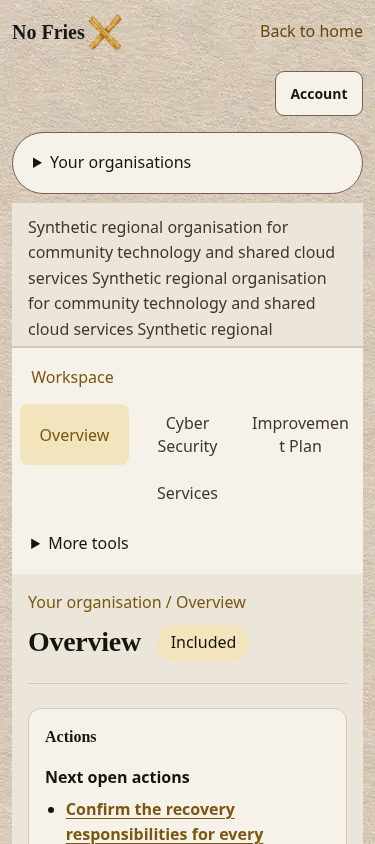 No Fries
Back to home
Account
Your organisations
Synthetic regional organisation for
community technology and shared cloud
services Synthetic regional organisation
for community technology and shared
cloud services Synthetic regional
Workspace
Overview
Cyber
Security
Improvemen
t Plan
Services
More tools
Your organisation / Overview
Overview
Included
Actions
Next open actions
Confirm the recovery
responsibilities for every